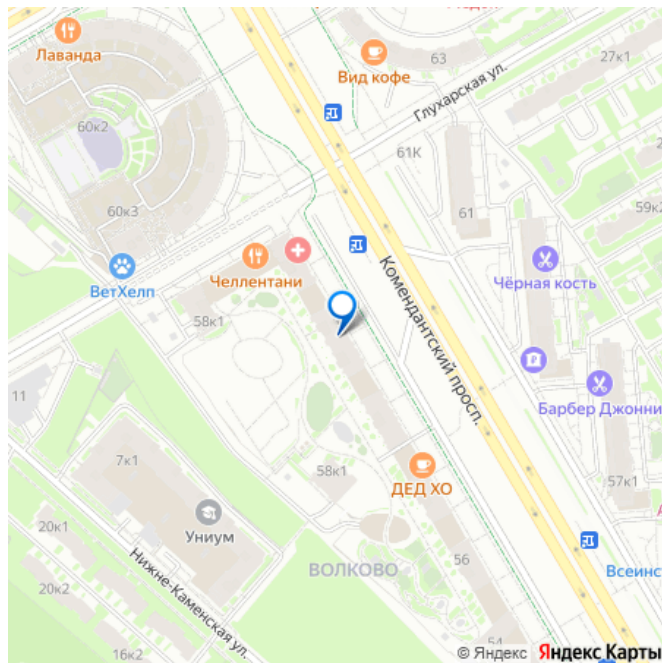 Лаванда
63
27к1
Вид кофе
Глухарская ул.
60к2
61К
60к3
61
59к2
ВетХелп
Челлентани
Комендантский просп.
Чёрная кость
58к1
11
Барбер Джонни
7к1
58к1
ДЕД ХО
57к1
Униум
20к1
Нижне-Каменская ул.
ВОЛКОВО
56
Всеинс
20к2
16к2
54
© Яндекс Яндекс Карты